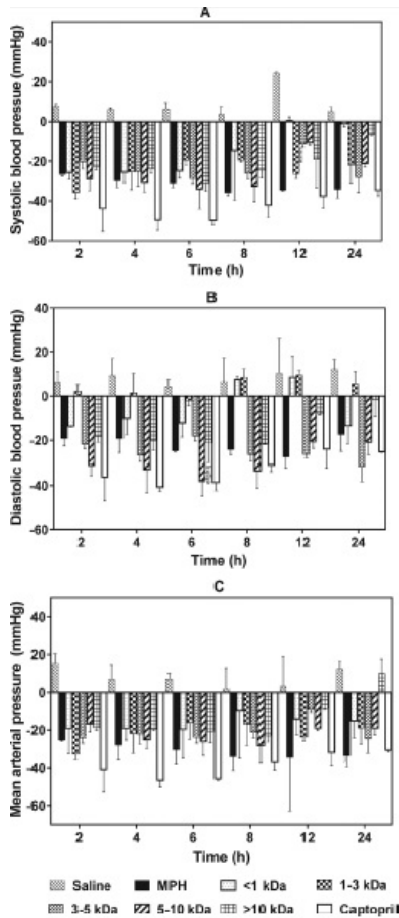 A
Systolic blood pressue (mmHg)
40
20
0
-20
-40
-60
2 4 6 8 12 24
Time (h)
B
Diastolic blood pressue (mmHg)
40
20
0
-20
-40
-60
2 4 6 8 12 24
Time (h)
C
Mean arterial pressure (mmHg)
40
20
0
-20
-40
-60
2 4 6 8 12 24
Time (h)
Saline MPH <1 kDa 1-3 kDa
3-5 kDa 5-10 kDa >10 kDa Captopril